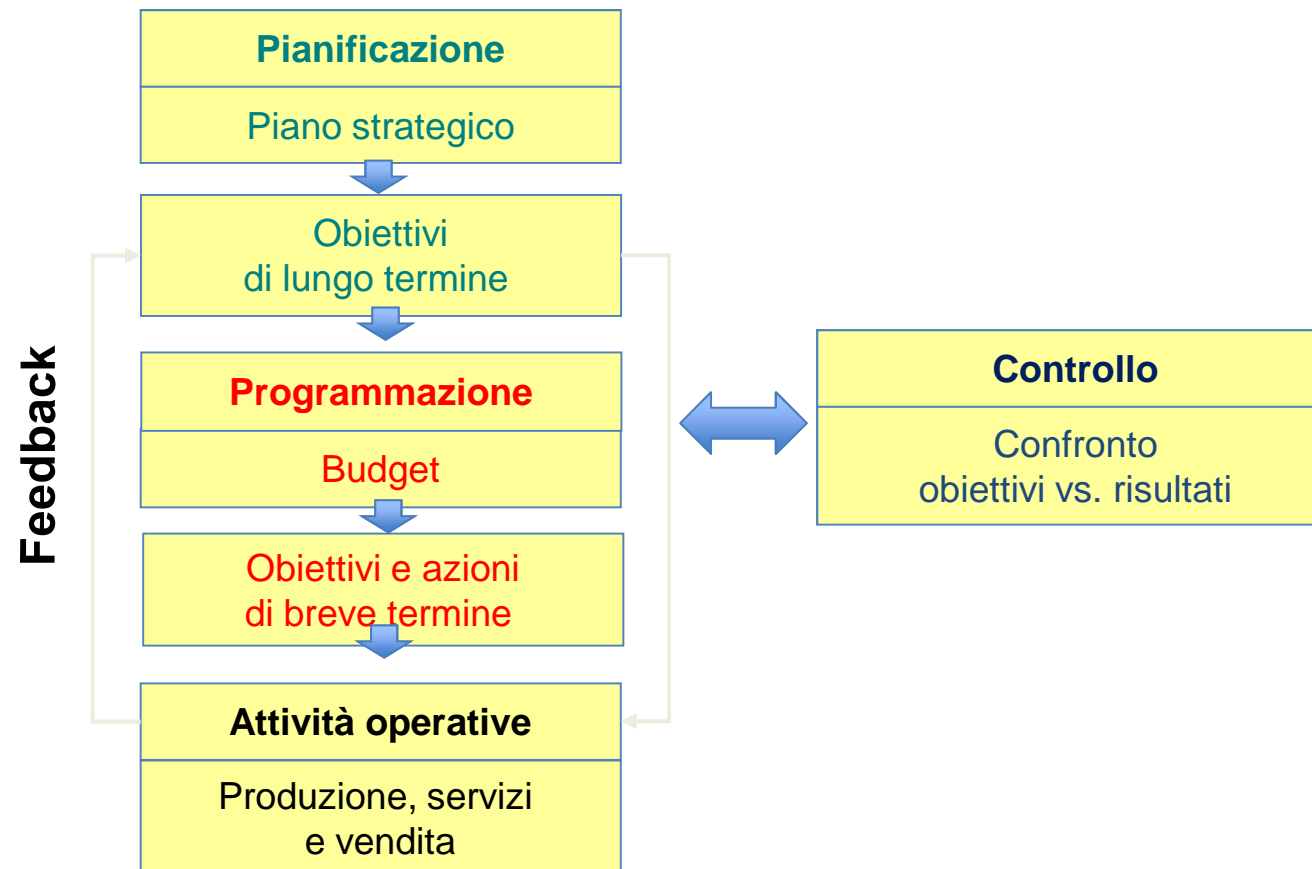 Pianificazione
Piano strategico
Obiettivi
di lungo termine
Programmazione
Budget
Obiettivi e azioni
di breve termine
Attività operative
Produzione, servizi
e vendita
Feedback
Controllo
Confronto
obiettivi vs. risultati